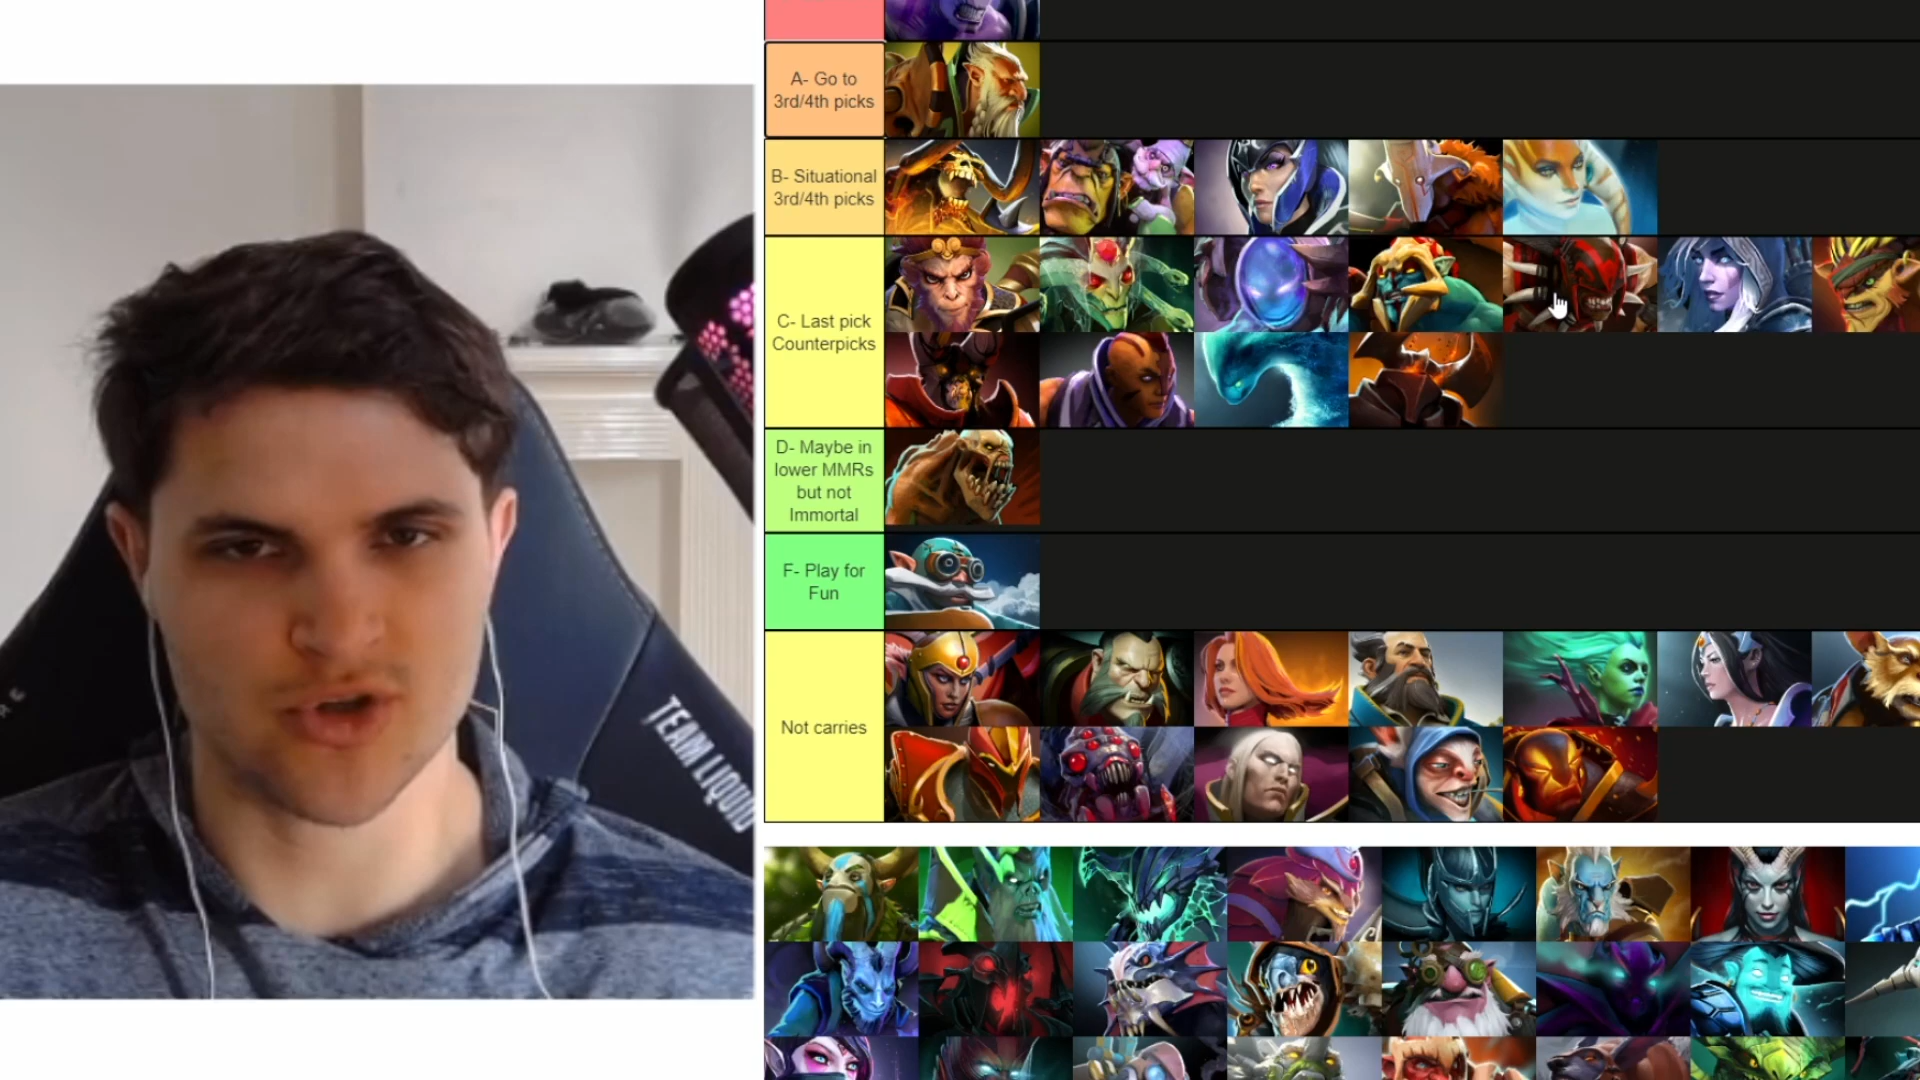 A- Go to
3rd/4th picks
B- Situational
3rd/4th picks
C- Last pick
Counterpicks
D- Maybe in
lower MMRs
but not
Immortal
F- Play for
Fun
Not carries
TEAM LIQUID